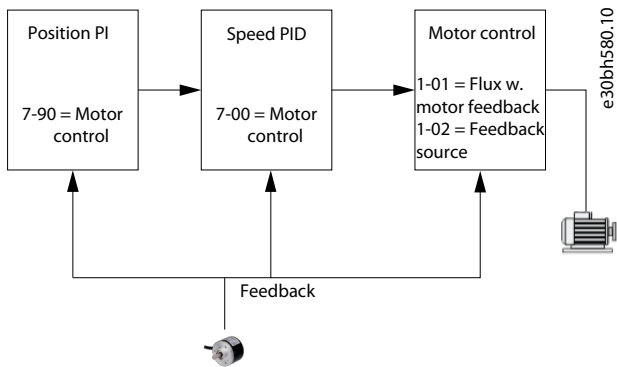 Position PI
7-90 = Motor
control
Speed PID
7-00 = Motor
control
Motor control
1-01 = Flux w.
motor feedback
1-02 = Feedback
source
e30bh580.10
Feedback